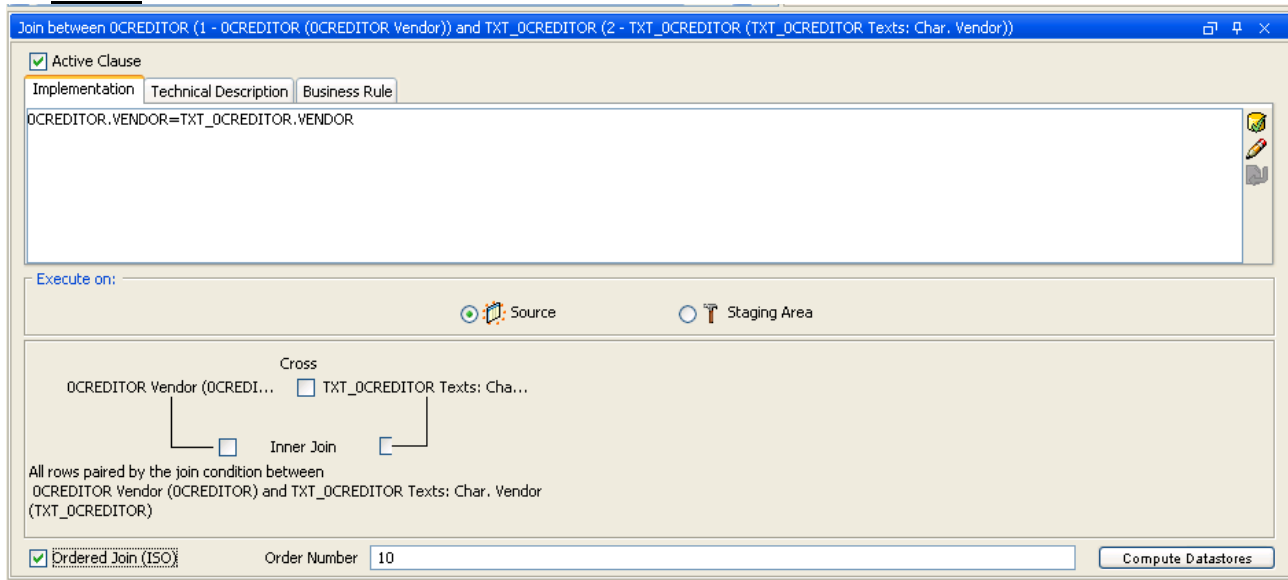 Join between 0CREDITOR (1 - 0CREDITOR (0CREDITOR Vendor)) and TXT_0CREDITOR (2 - TXT_0CREDITOR (TXT_0CREDITOR Texts: Char. Vendor))
Active Clause
Implementation Technical Description Business Rule
0CREDITOR.VENDOR=TXT_0CREDITOR.VENDOR
Execute on:
Source Staging Area
Cross
0CREDITOR Vendor (0CREDI... TXT_0CREDITOR Texts: Cha...
Inner Join
All rows paired by the join condition between
0CREDITOR Vendor (0CREDITOR) and TXT_0CREDITOR Texts: Char. Vendor
(TXT_0CREDITOR)
Ordered Join (ISO) Order Number 10 Compute Datastores